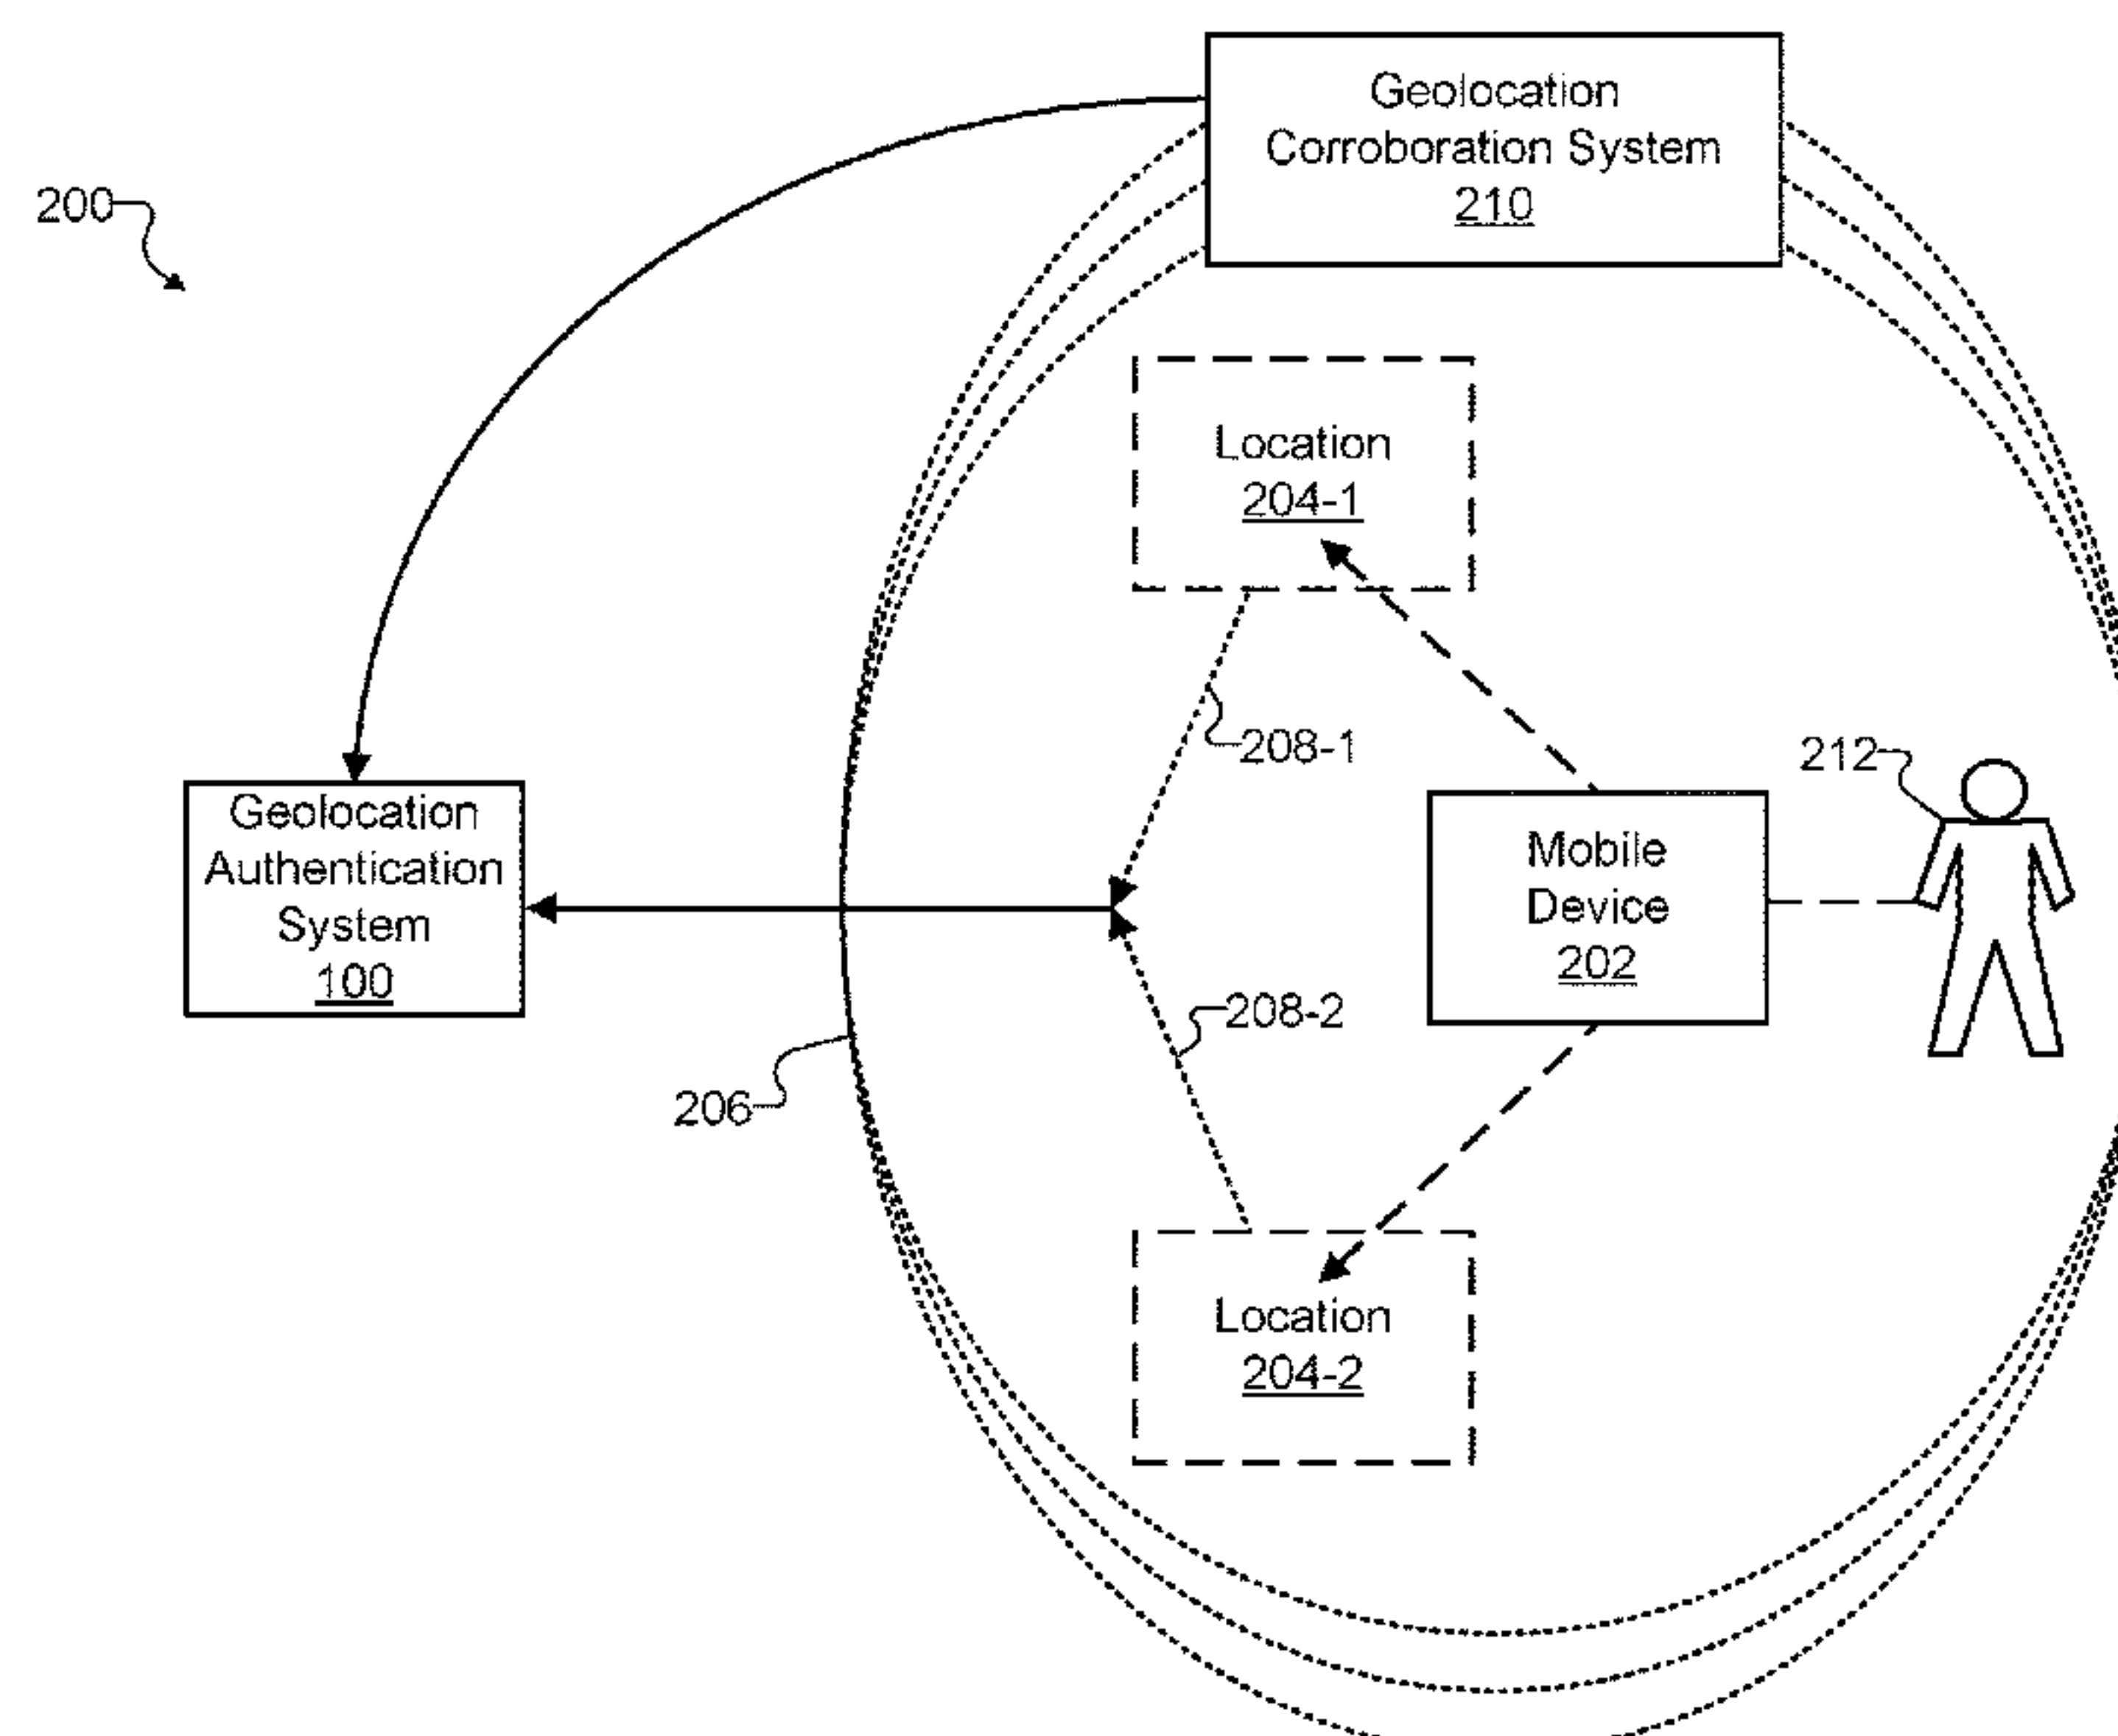 Geolocation
Corroboration System
210
200
Location
204-1
208-1
212
Geolocation
Authentication
System
100
Mobile
Device
202
208-2
206
Location
204-2